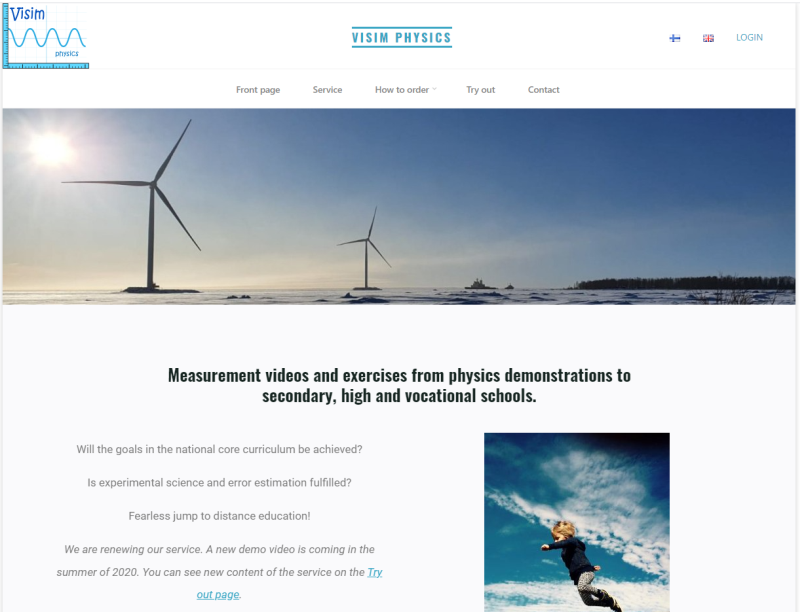 Visim
physics
VISIM PHYSICS
LOGIN
Front page
Service
How to order
Try out
Contact
Measurement videos and exercises from physics demonstrations to
secondary, high and vocational schools.
Will the goals in the national core curriculum be achieved?
Is experimental science and error estimation fulfilled?
Fearless jump to distance education!
We are renewing our service. A new demo video is coming in the
summer of 2020. You can see new content of the service on the Try
out page.